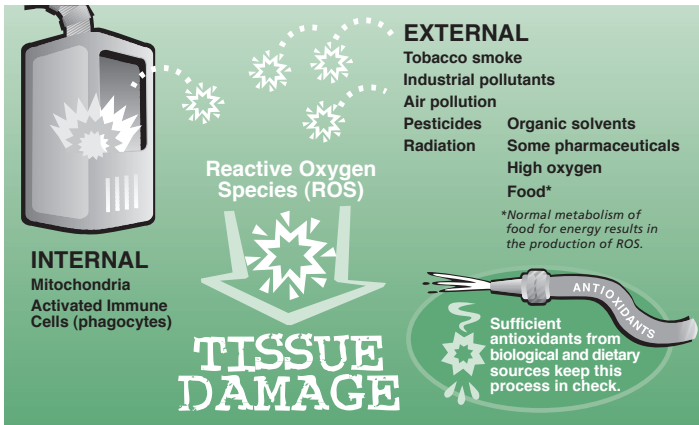 EXTERNAL
Tobacco smoke
Industrial pollutants
Air pollution
Pesticides
Radiation
Organic solvents
Some pharmaceuticals
High oxygen
Food*
*Normal metabolism of
food for energy results in
the production of ROS.
Reactive Oxygen
Species (ROS)
INTERNAL
Mitochondria
Activated Immune
Cells (phagocytes)
TISSUE
DAMAGE
ANTIOXIDANTS
Sufficient
antioxidants from
biological and dietary
sources keep this
process in check.